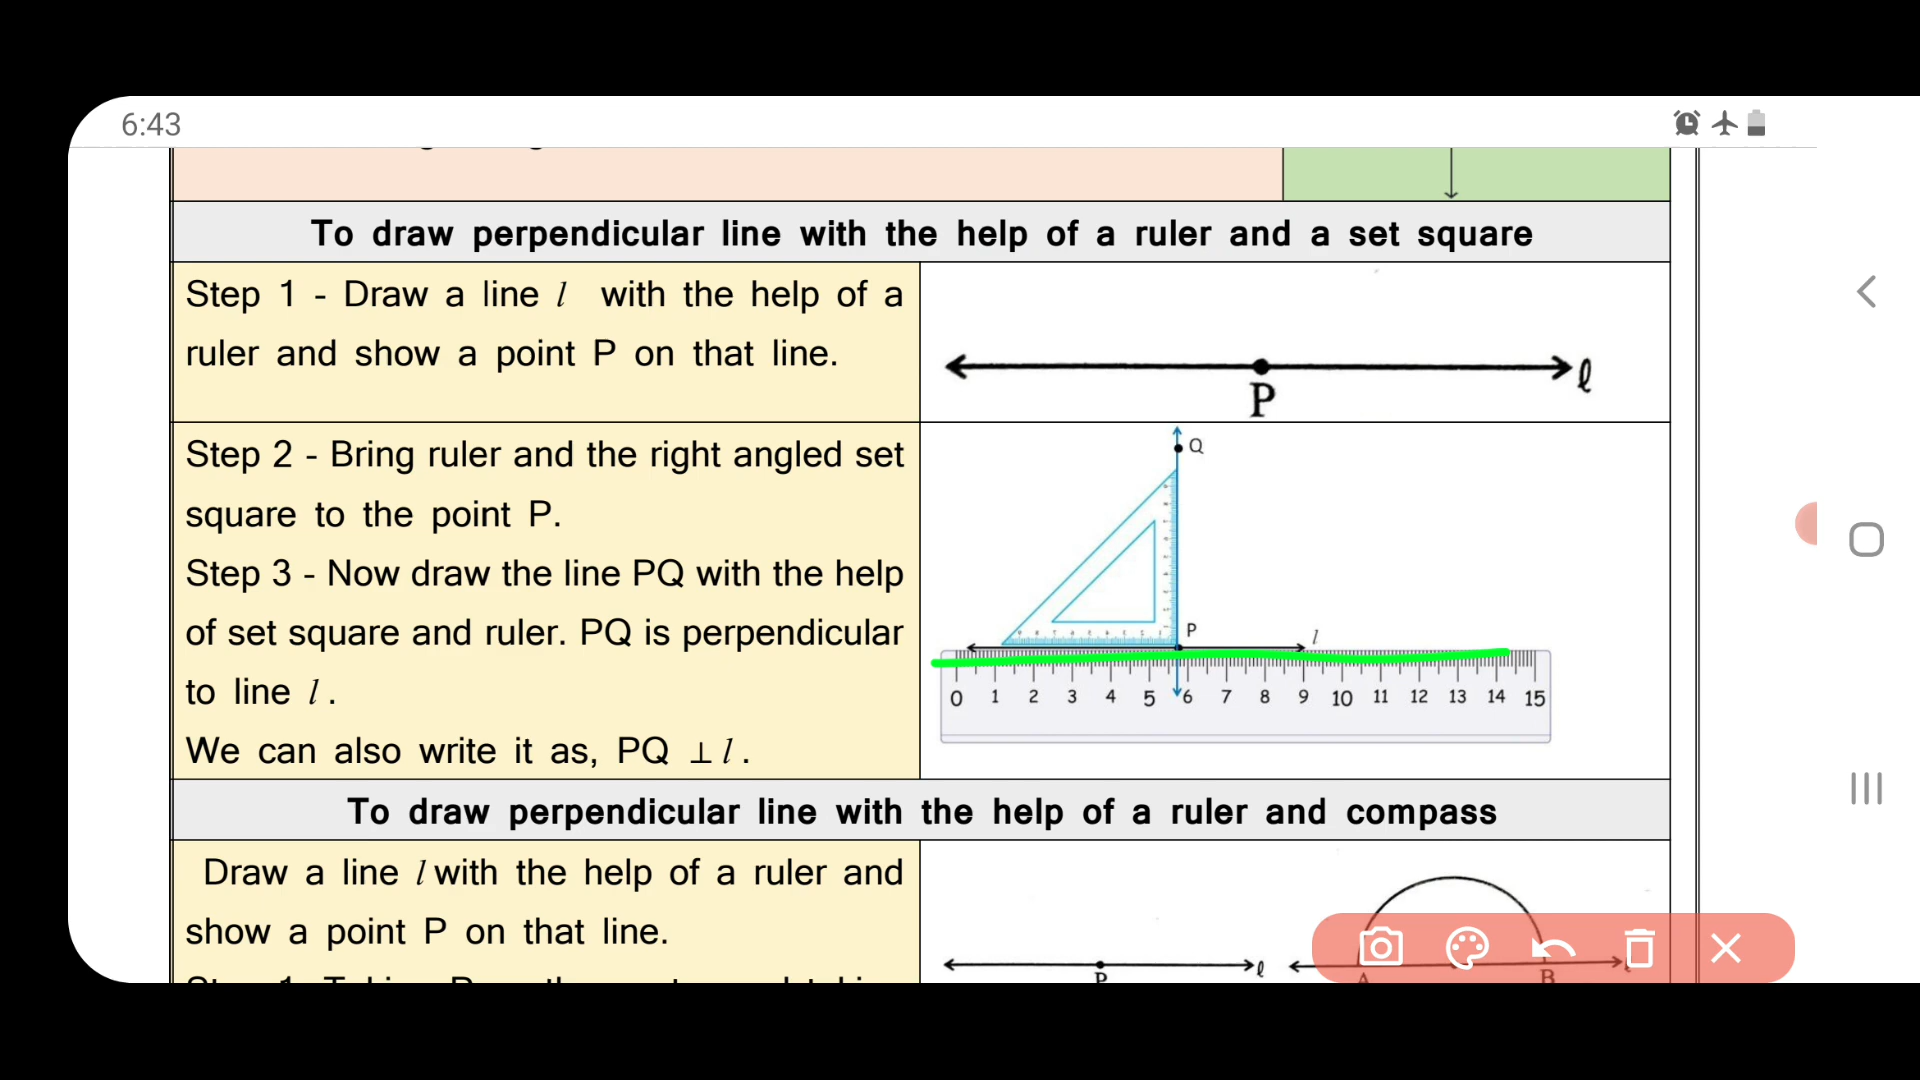 6:43
To draw perpendicular line with the help of a ruler and a set square
Step 1 - Draw a line l with the help of a
ruler and show a point P on that line.
P
ℓ
Step 2 - Bring ruler and the right angled set
square to the point P.
Step 3 - Now draw the line PQ with the help
of set square and ruler. PQ is perpendicular
to line l .
We can also write it as, PQ ⊥ l .
Q
P
l
0 1 2 3 4 5 6 7 8 9 10 11 12 13 14 15
To draw perpendicular line with the help of a ruler and compass
Draw a line l with the help of a ruler and
show a point P on that line.
P
ℓ
A
B